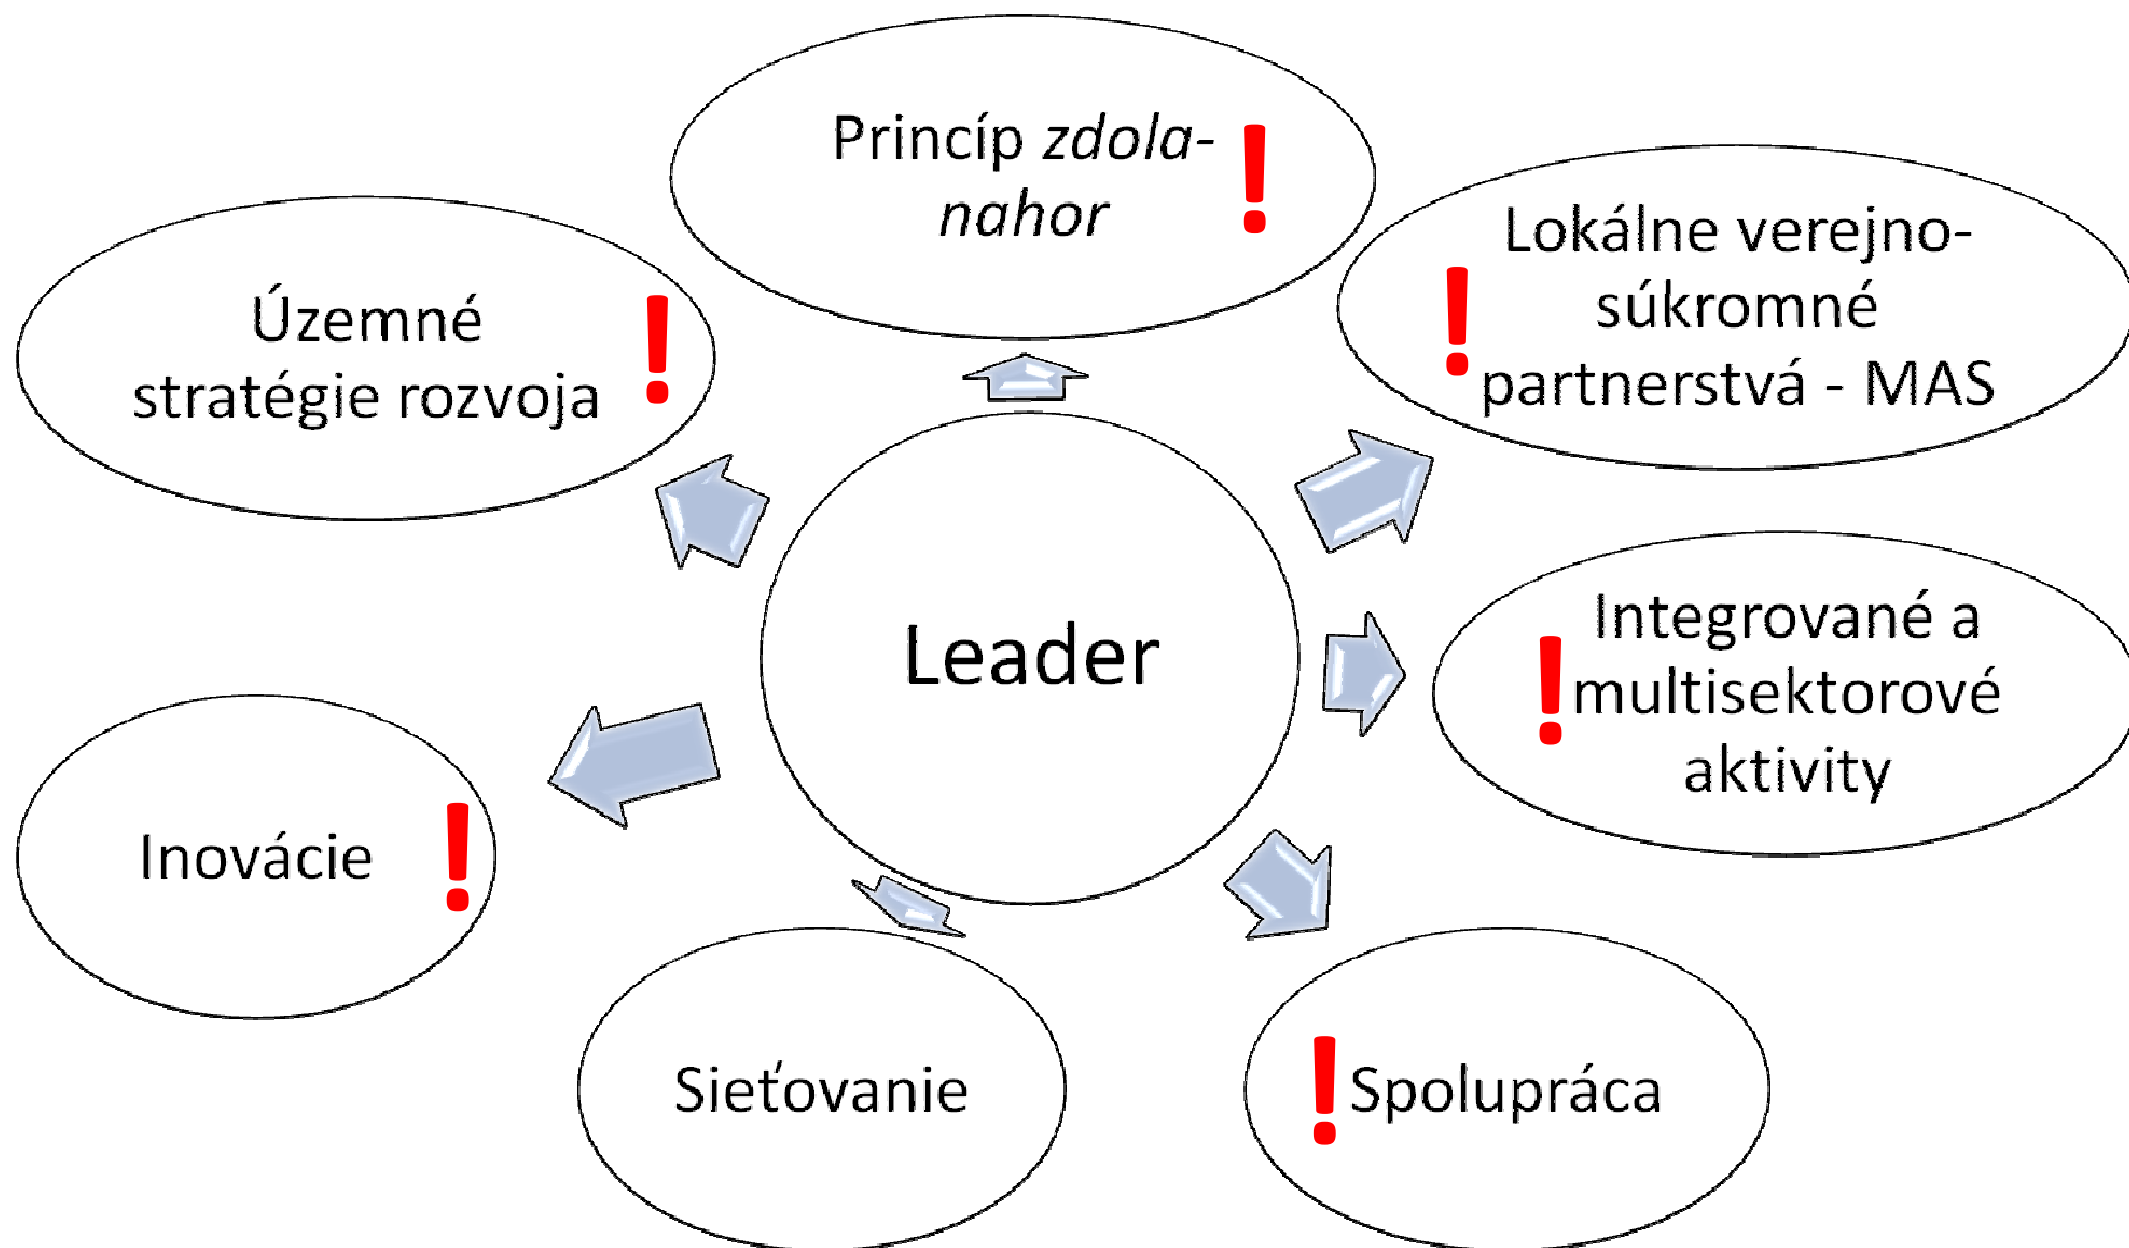 Princíp zdola-
nahor
!
Lokálne verejno-
súkromné
partnerstvá - MAS
!
Územné
stratégie rozvoja
!
Leader
Integrované a
multisektorové
aktivity
!
Inovácie
!
Sieťovanie
!
Spolupráca